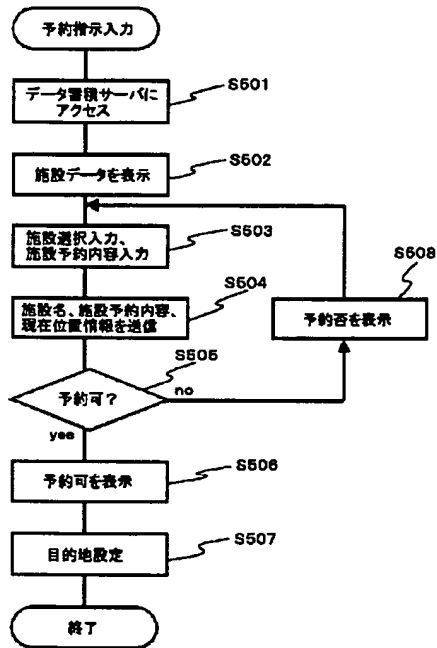 予約指示入力
S501
データ蓄積サーバに
アクセス
S502
施設データを表示
S503
施設選択入力、
施設予約内容入力
S504
施設名、施設予約内容、
現在位置情報を送信
S505
予約可?
no
yes
S508
予約否を表示
S506
予約可を表示
S507
目的地設定
終了